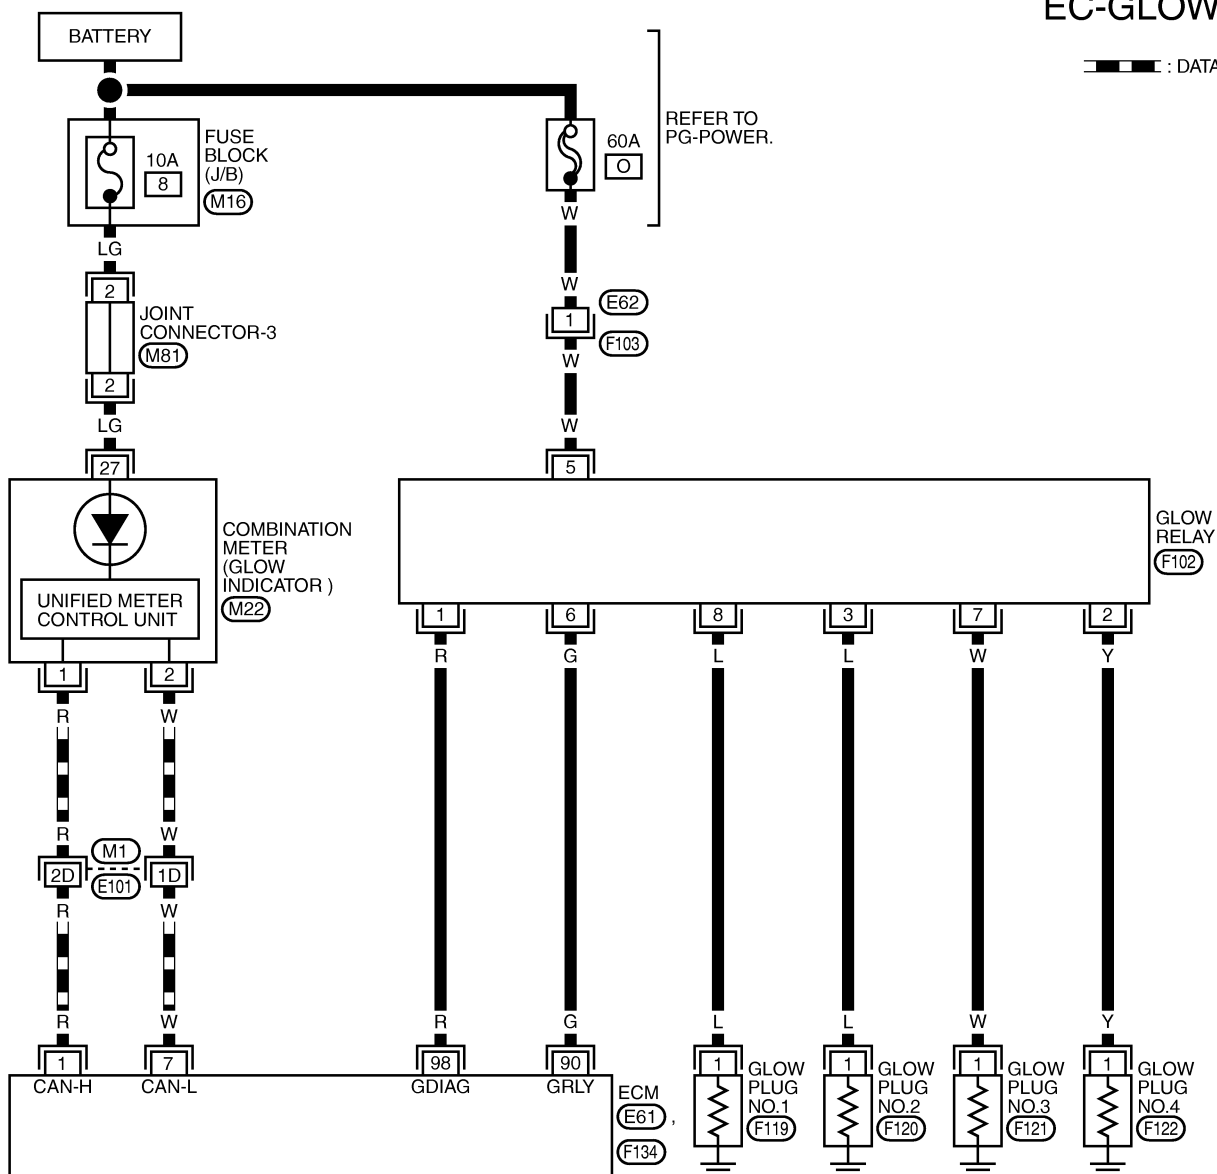 EC-GLOW
BATTERY
: DATA
REFER TO
PG-POWER.
FUSE
BLOCK
(J/B)
M16
10A
8
60A
O
W
LG
2
W
E62
1
F103
JOINT
CONNECTOR-3
M81
2
W
LG
W
27
5
COMBINATION
METER
(GLOW
INDICATOR )
M22
UNIFIED METER
CONTROL UNIT
GLOW
RELAY
F102
1
6
8
3
7
2
R
G
L
L
W
Y
1
2
R
W
R
W
M1
2D
1D
E101
R
W
R
W
R
G
L
L
W
Y
1
7
98
90
1
1
1
1
CAN-H
CAN-L
GDIAG
GRLY
ECM
E61 ,
F134
GLOW
PLUG
NO.1
F119
GLOW
PLUG
NO.2
F120
GLOW
PLUG
NO.3
F121
GLOW
PLUG
NO.4
F122